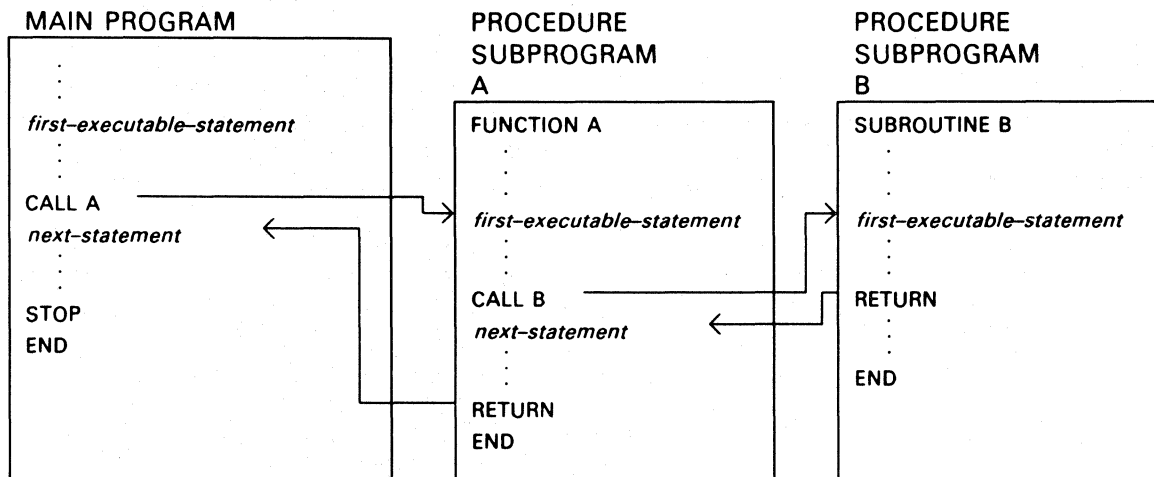 MAIN PROGRAM
first–executable–statement
CALL A
next–statement
STOP
END
PROCEDURE
SUBPROGRAM
A
FUNCTION A
first–executable–statement
CALL B
next–statement
RETURN
END
PROCEDURE
SUBPROGRAM
B
SUBROUTINE B
first–executable–statement
RETURN
END